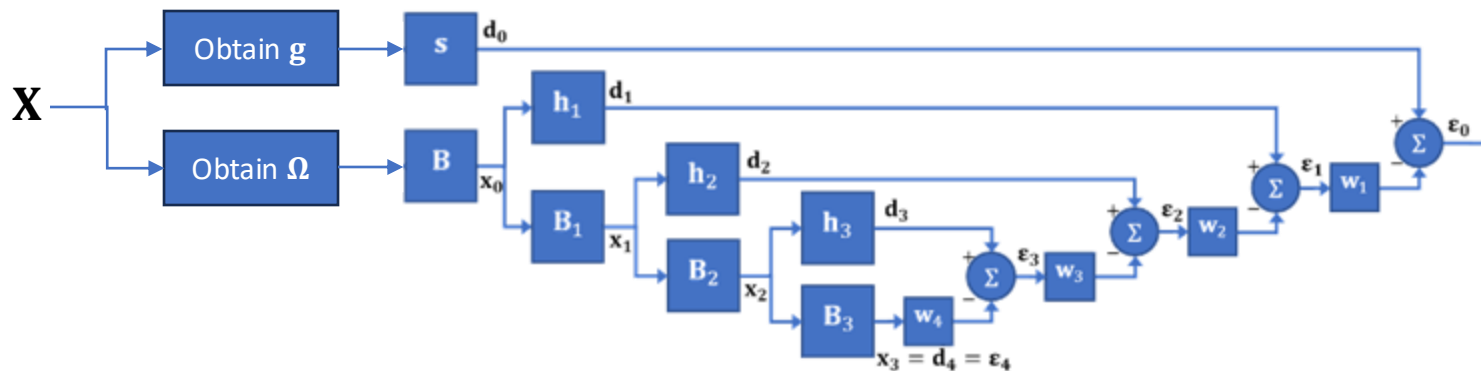 X
Obtain g
s
d₀
Obtain Ω
B
x₀
h₁
d₁
B₁
x₁
h₂
d₂
B₂
x₂
h₃
d₃
B₃
w₄
x₃ = d₄ = ε₄
+
−
Σ
ε₃
w₃
+
−
Σ
ε₂
w₂
+
−
Σ
ε₁
w₁
+
−
Σ
ε₀